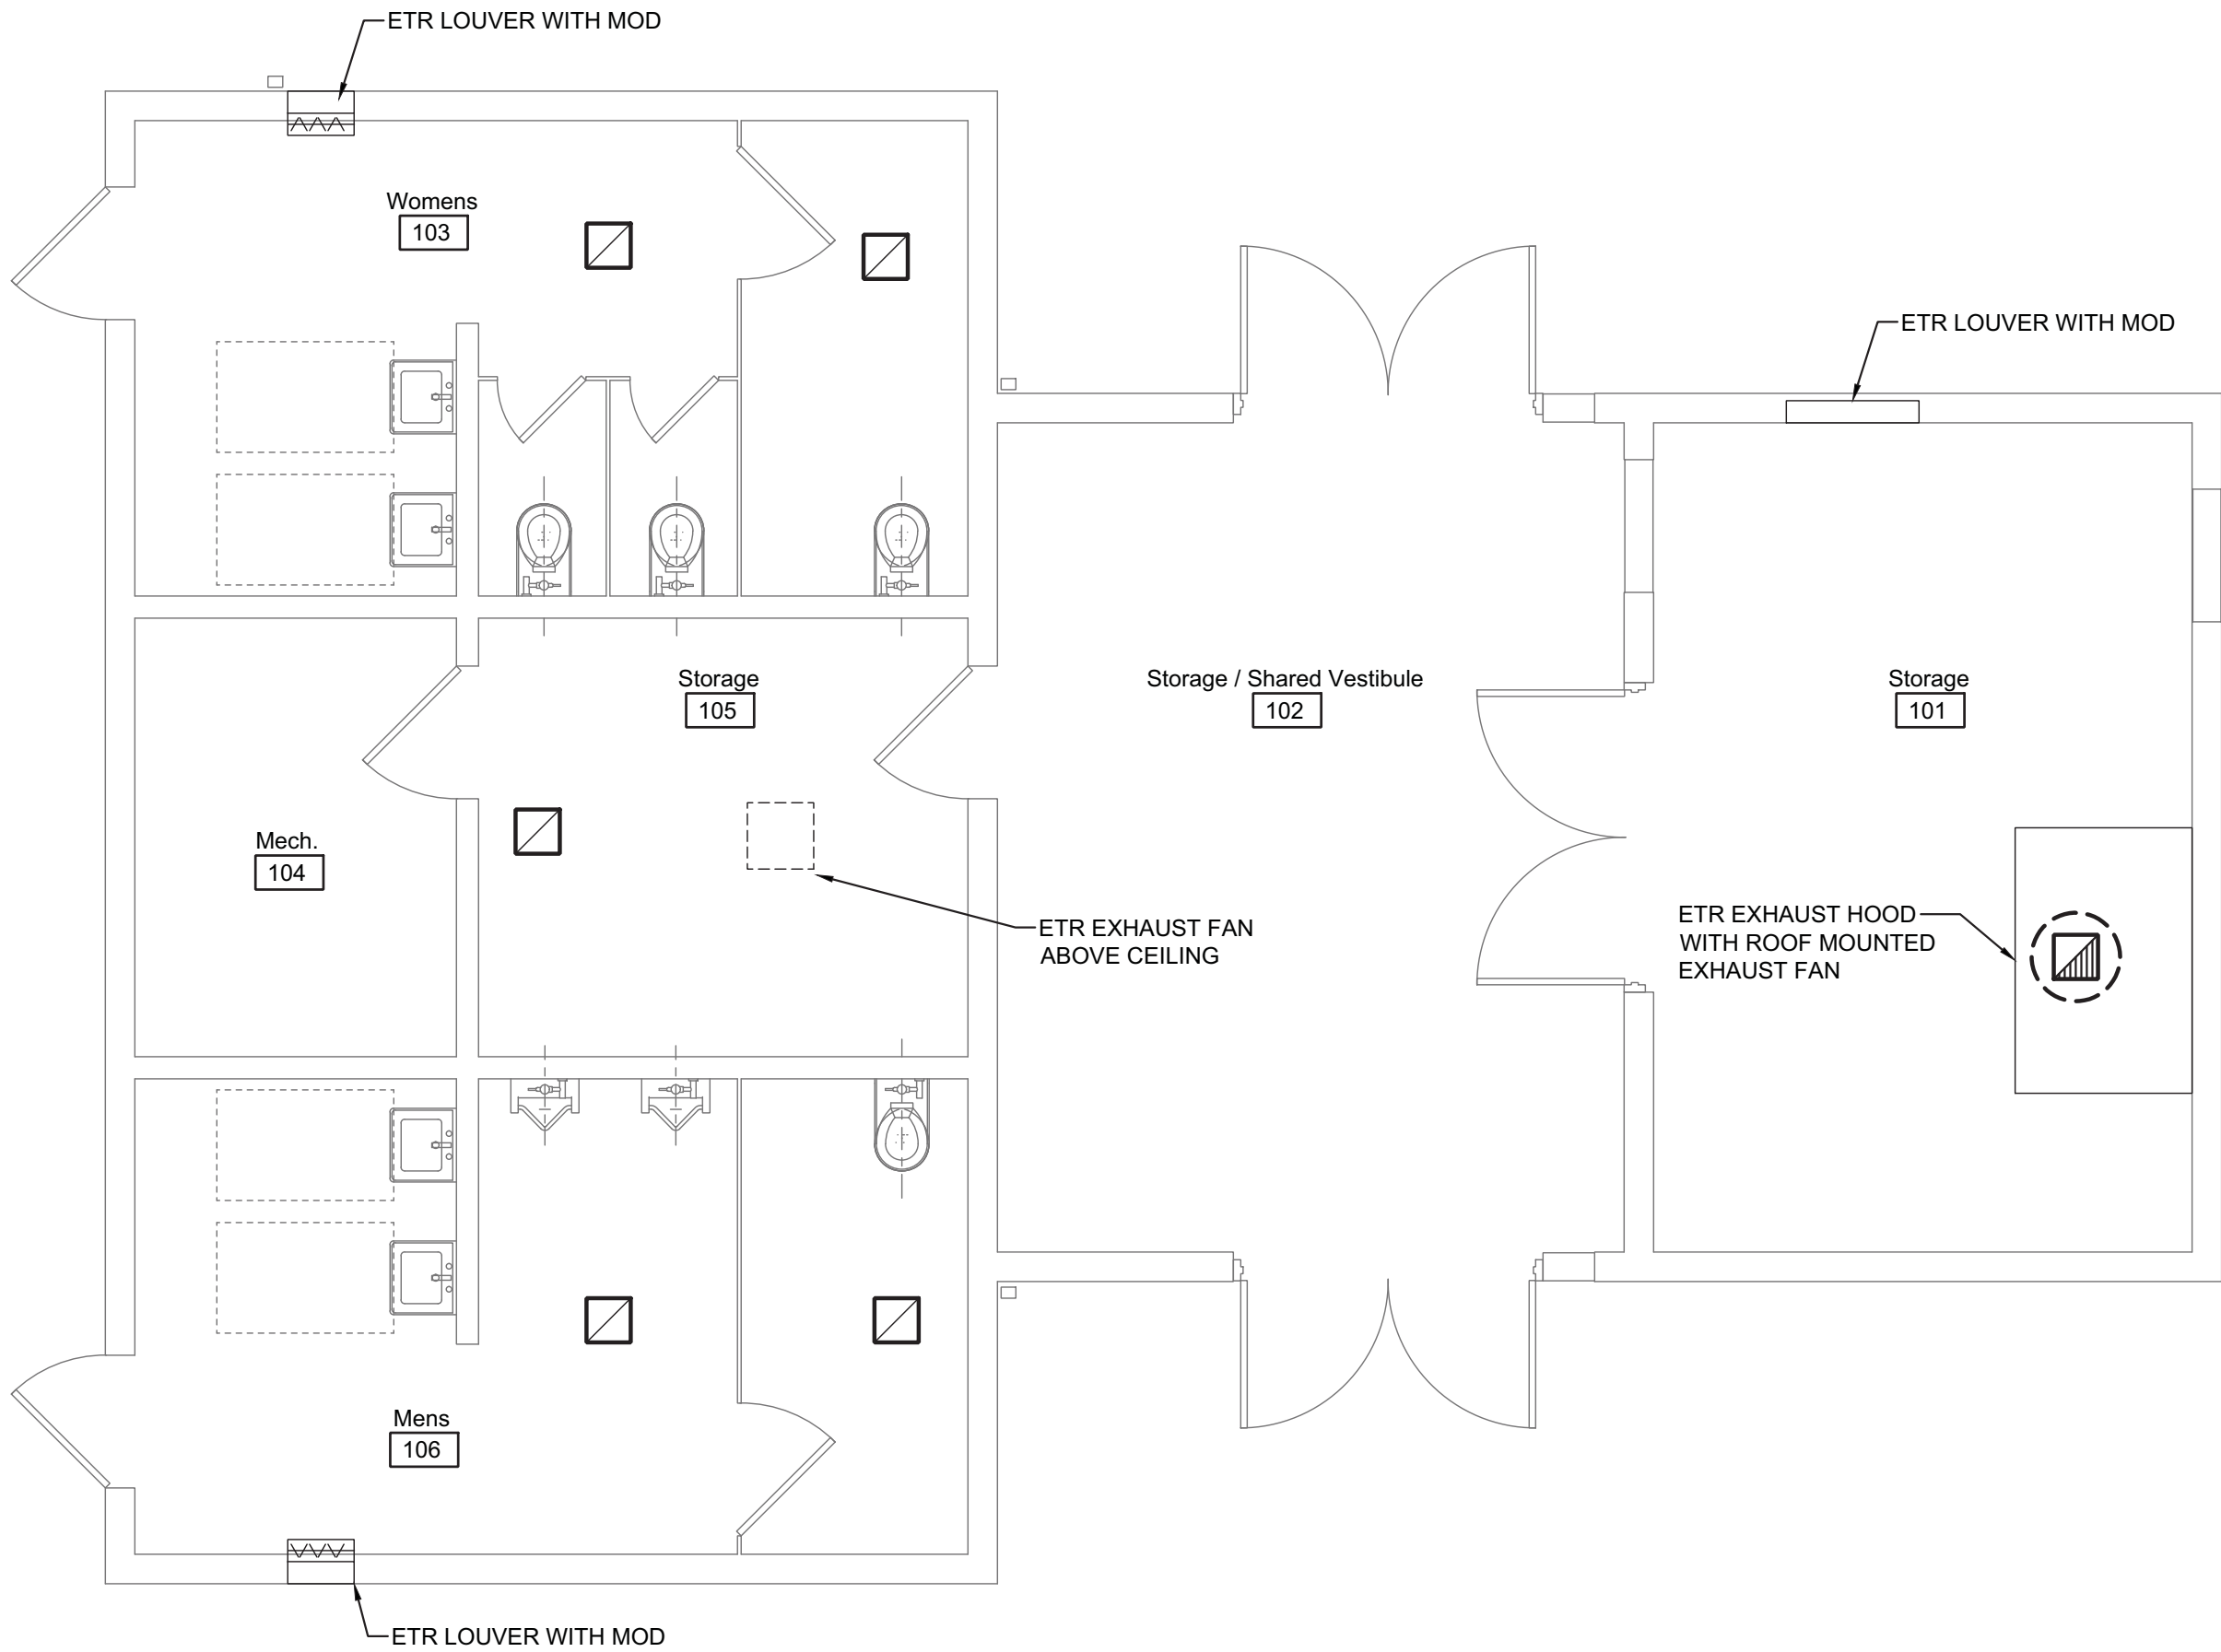 ETR LOUVER WITH MOD
Womens
103
ETR LOUVER WITH MOD
Storage
105
Storage / Shared Vestibule
102
Storage
101
Mech.
104
ETR EXHAUST FAN
ABOVE CEILING
ETR EXHAUST HOOD
WITH ROOF MOUNTED
EXHAUST FAN
Mens
106
ETR LOUVER WITH MOD